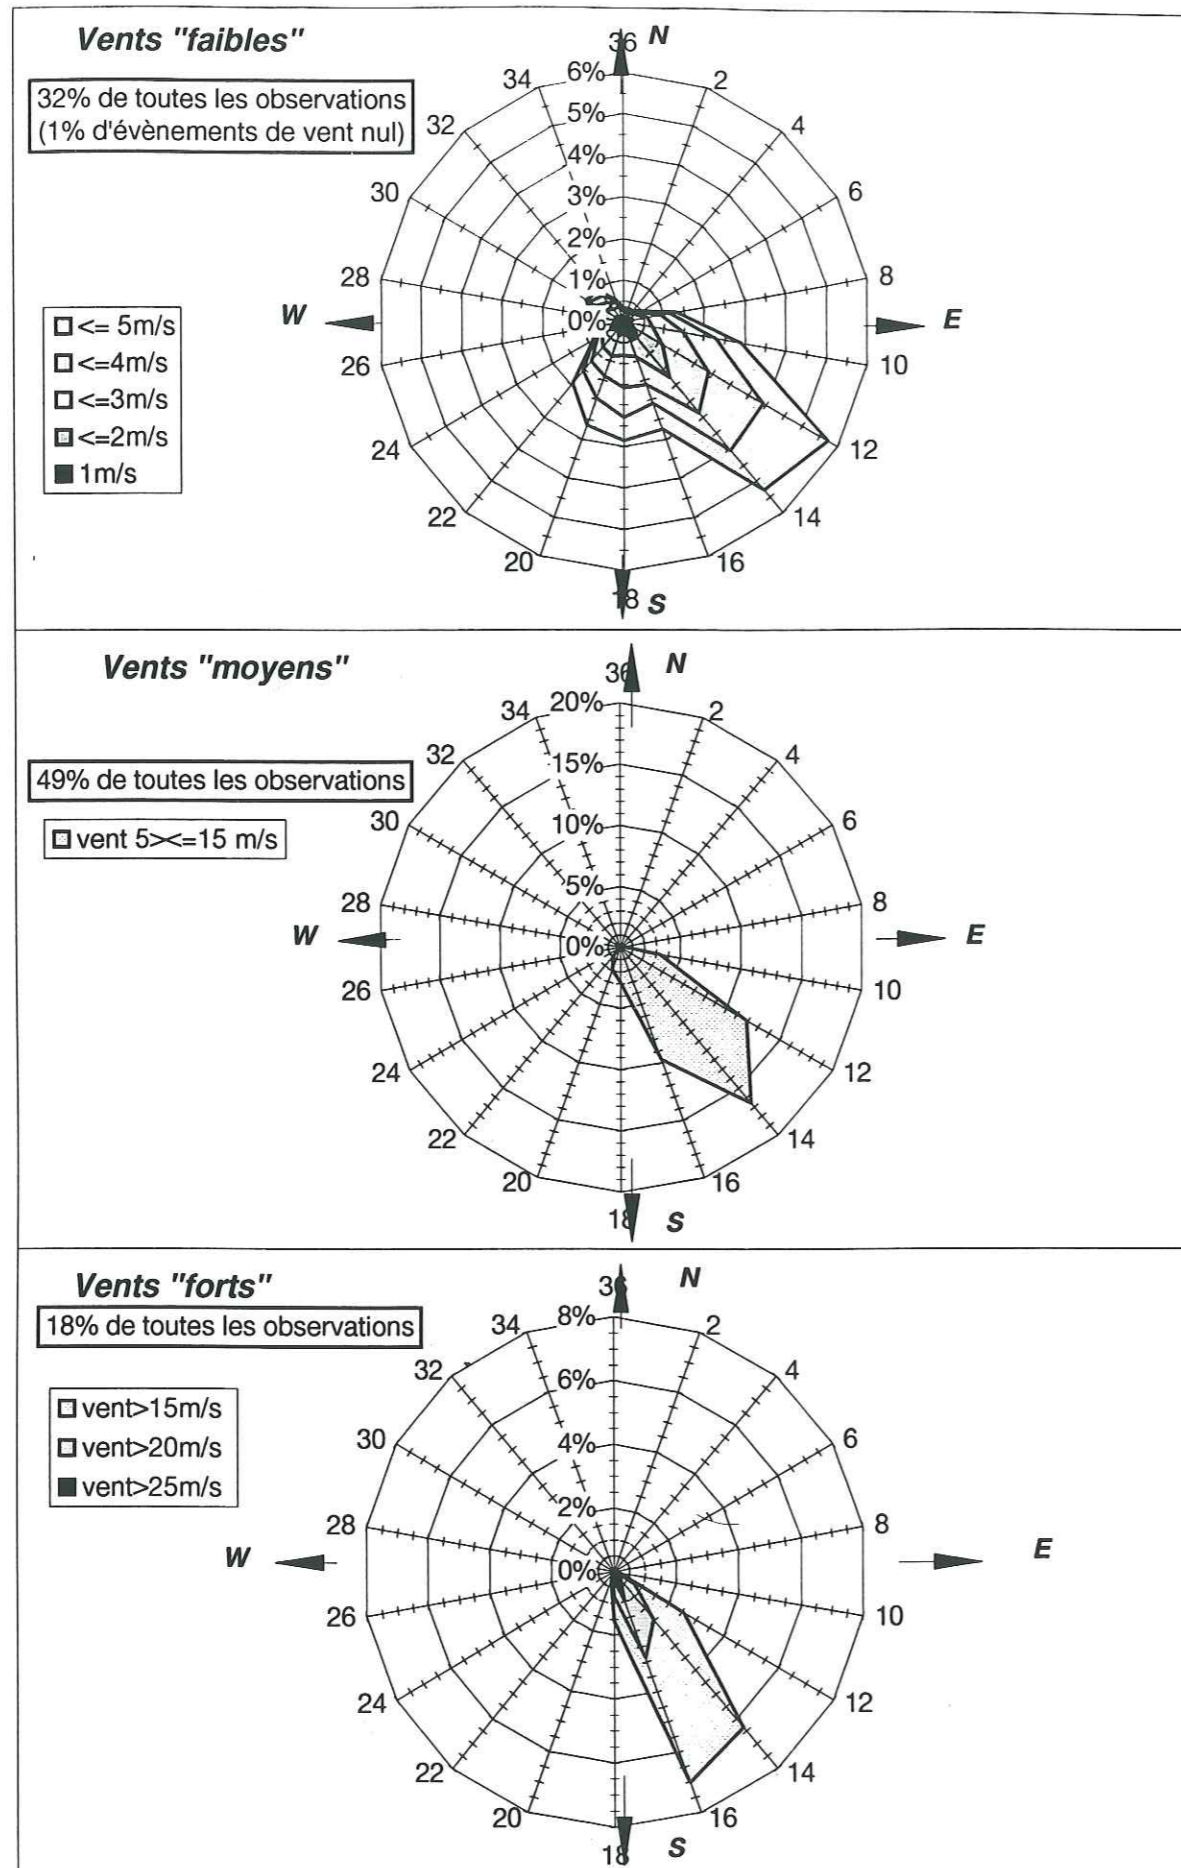 Vents "faibles"
32% de toutes les observations
(1% d'évènements de vent nul)
36
N
2
4
6
8
E
10
12
14
16
18
S
20
22
24
26
W
28
30
32
34
6%
5%
4%
3%
2%
1%
0%
<= 5m/s
<=4m/s
<=3m/s
<=2m/s
1m/s
Vents "moyens"
49% de toutes les observations
vent 5><=15 m/s
36
N
2
4
6
8
E
10
12
14
16
18
S
20
22
24
26
W
28
30
32
34
20%
15%
10%
5%
0%
Vents "forts"
18% de toutes les observations
vent>15m/s
vent>20m/s
vent>25m/s
36
N
2
4
6
8
E
10
12
14
16
18
S
20
22
24
26
W
28
30
32
34
8%
6%
4%
2%
0%